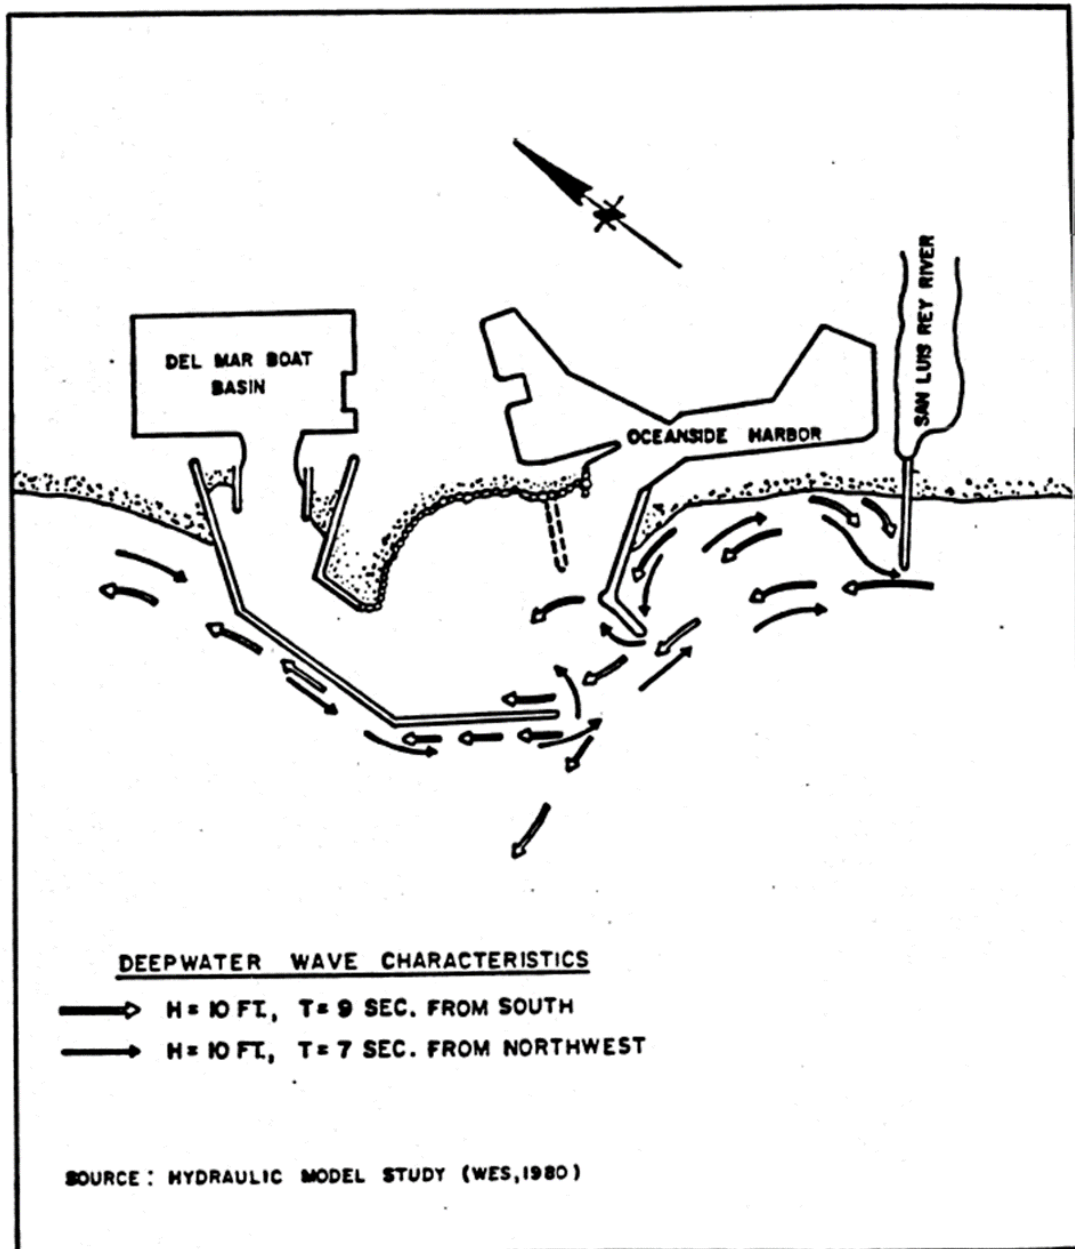 DEL MAR BOAT
BASIN
OCEANSIDE HARBOR
SAN LUIS REY RIVER
DEEPWATER WAVE CHARACTERISTICS
H = 10 FT., T = 9 SEC. FROM SOUTH
H = 10 FT., T = 7 SEC. FROM NORTHWEST
SOURCE : HYDRAULIC MODEL STUDY (WES, 1980)